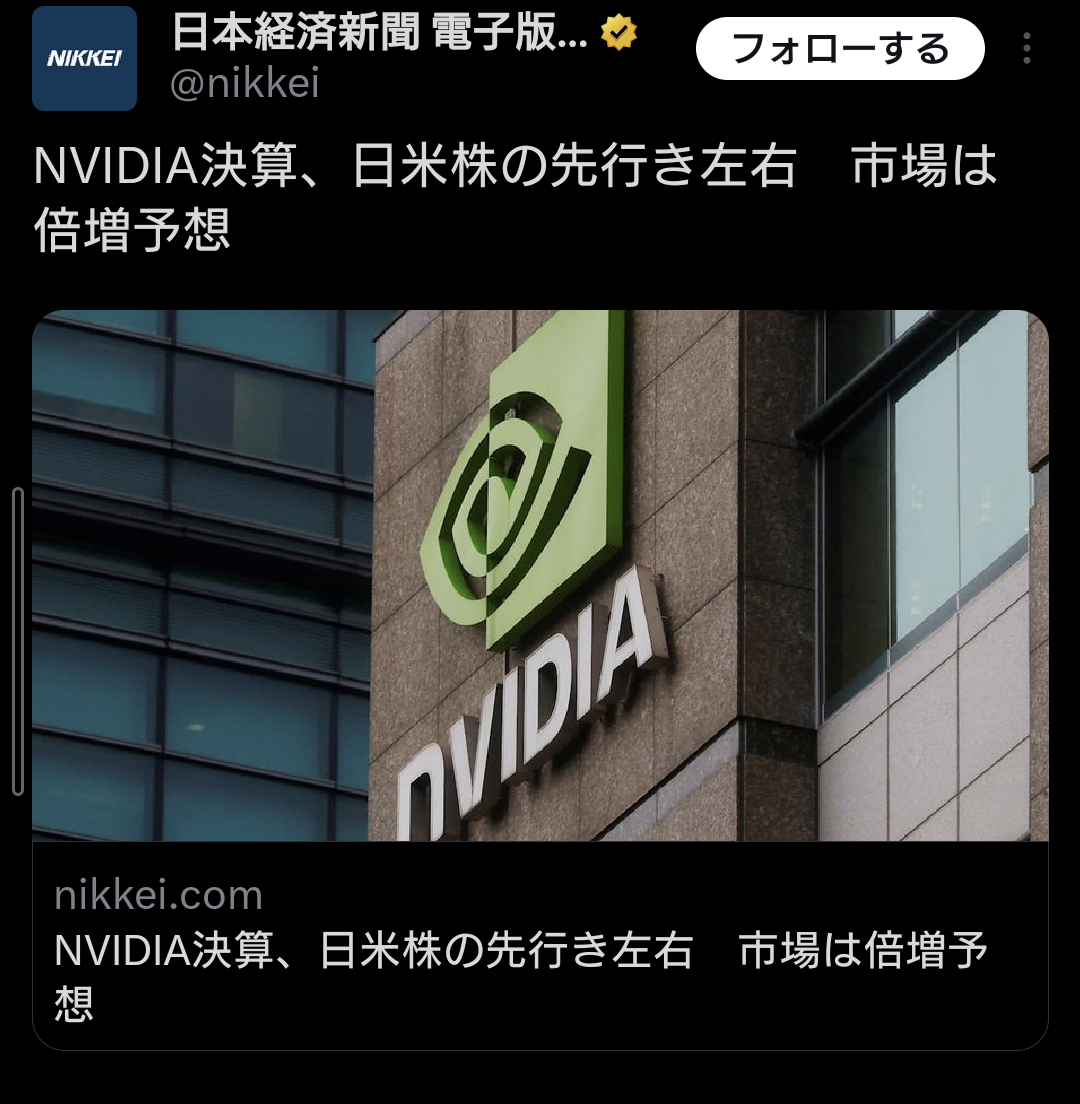 NIKKEI
日本経済新聞 電子版...
フォローする
@nikkei
NVIDIA決算、日米株の先行き左右　市場は
倍増予想
NVIDIA
nikkei.com
NVIDIA決算、日米株の先行き左右　市場は倍増予
想